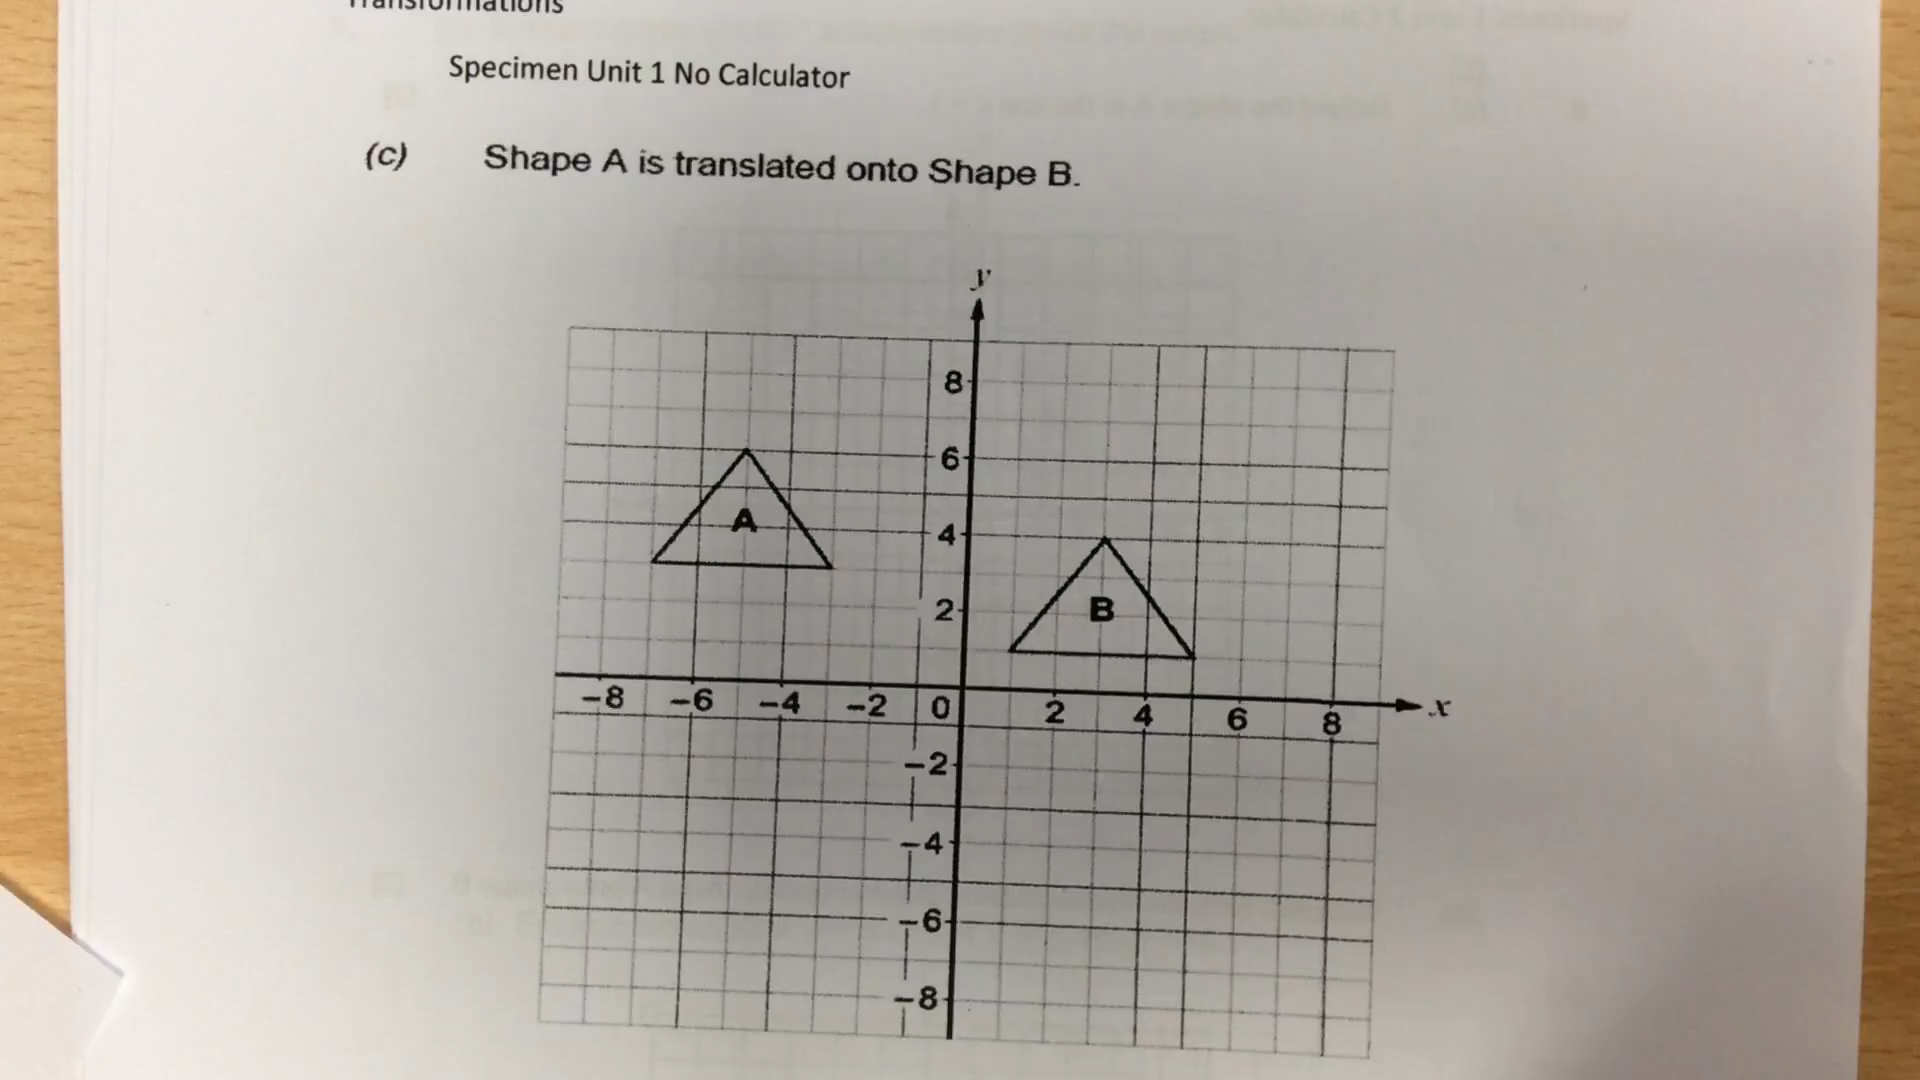 Transformations
Specimen Unit 1 No Calculator
(c) Shape A is translated onto Shape B.
y
8
6
A
4
B
2
-8 -6 -4 -2 0 2 4 6 8 x
-2
-4
-6
-8